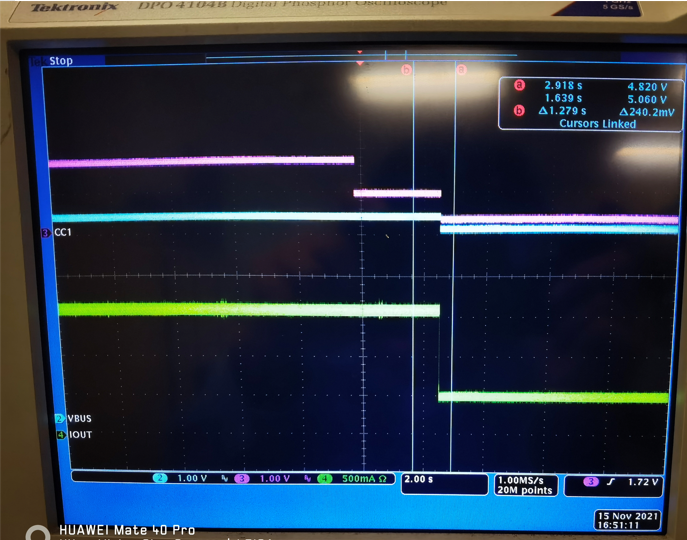 Tektronix DPO 4104B Digital Phosphor Oscilloscope
5 GS/s
Stop
b a
a 2.918 s 4.820 V
1.639 s 5.060 V
b Δ1.279 s Δ240.2mV
Cursors Linked
3 CC1
2 VBUS
4 IOUT
2 1.00 V 3 1.00 V 4 500mA Ω
2.00 s
1.00MS/s
20M points
3 1.72 V
15 Nov 2021
16:51:11
HUAWEI Mate 40 Pro